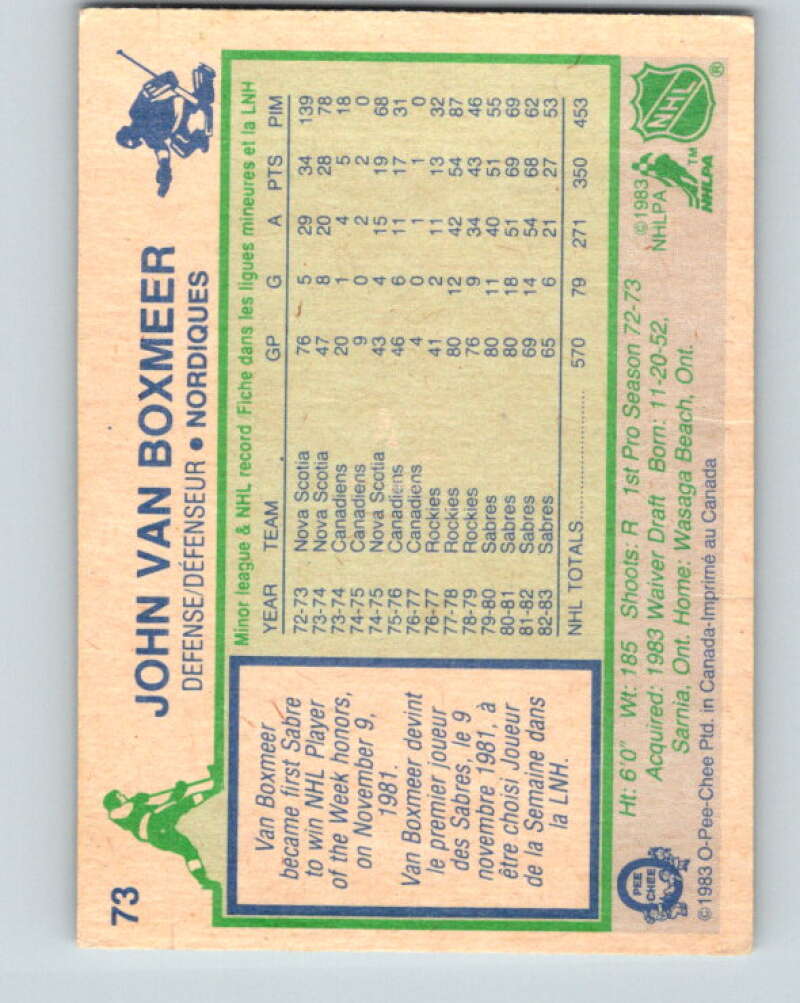 73
JOHN VAN BOXMEER
DEFENSE/DÉFENSEUR • NORDIQUES
Van Boxmeer
became first Sabre
to win NHL Player
of the Week honors,
on November 9,
1981.
Van Boxmeer devint
le premier joueur
des Sabres, le 9
novembre 1981, à
être choisi Joueur
de la Semaine dans
la LNH.
Minor league & NHL record Fiche dans les ligues mineures et la LNH
YEAR TEAM GP G A PTS PIM
72-73 Nova Scotia 76 5 29 34 139
73-74 Nova Scotia 47 8 20 28 78
73-74 Canadiens 20 1 4 5 18
74-75 Canadiens 9 0 2 2 0
74-75 Nova Scotia 43 4 15 19 68
75-76 Canadiens 46 6 11 17 31
76-77 Canadiens 4 0 1 1 0
76-77 Rockies 41 2 11 13 32
77-78 Rockies 80 12 42 54 87
78-79 Rockies 76 9 34 43 46
79-80 Sabres 80 11 40 51 55
80-81 Sabres 80 18 51 69 69
81-82 Sabres 69 14 54 68 62
82-83 Sabres 65 6 21 27 53
NHL TOTALS.................... 570 79 271 350 453
Ht: 6'0" Wt: 185 Shoots: R 1st Pro Season 72-73
Acquired: 1983 Waiver Draft Born: 11-20-52,
Sarnia, Ont. Home: Wasaga Beach, Ont.
©1983 O-Pee-Chee Ptd. in Canada-Imprimé au Canada
PEE
CHEE
©1983
NHLPA
NHL ®
NHLPA ™